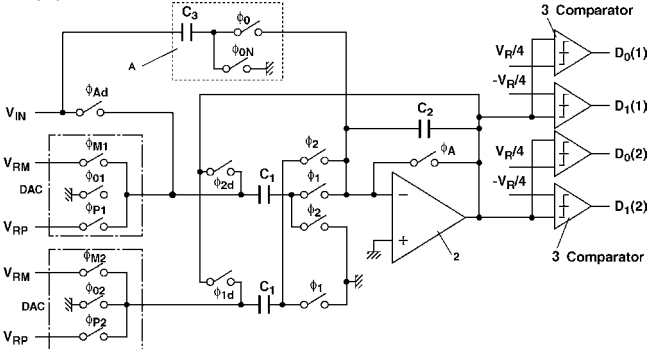 3 Comparator
C3
ϕ0
ϕ0N
A
VR/4
D0(1)
-VR/4
D1(1)
VIN
ϕAd
C2
ϕA
VR/4
D0(2)
-VR/4
D1(2)
VRM
ϕM1
DAC
ϕ01
VRP
ϕP1
ϕ2d
C1
ϕ2
ϕ1
ϕ2
−
+
2
3 Comparator
VRM
ϕM2
DAC
ϕ02
VRP
ϕP2
ϕ1d
C1
ϕ1